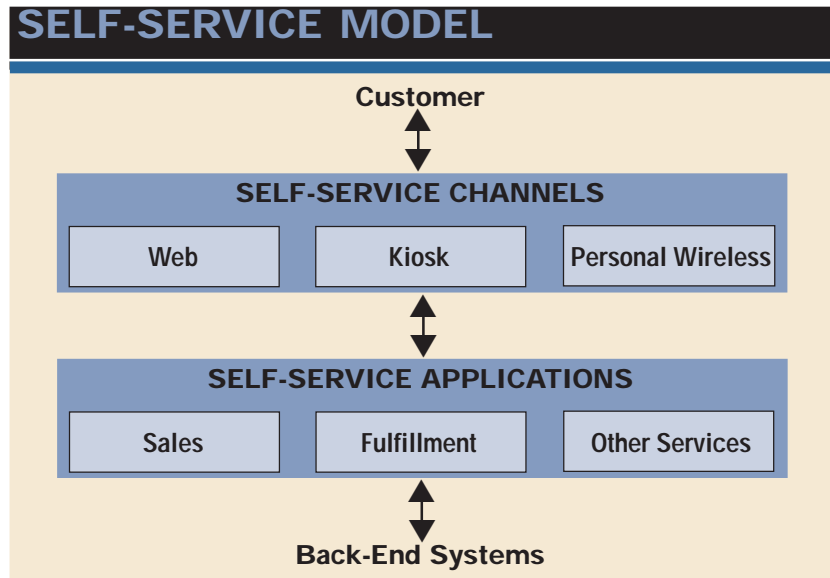 SELF-SERVICE MODEL
Customer
SELF-SERVICE CHANNELS
Web Kiosk Personal Wireless
SELF-SERVICE APPLICATIONS
Sales Fulfillment Other Services
Back-End Systems